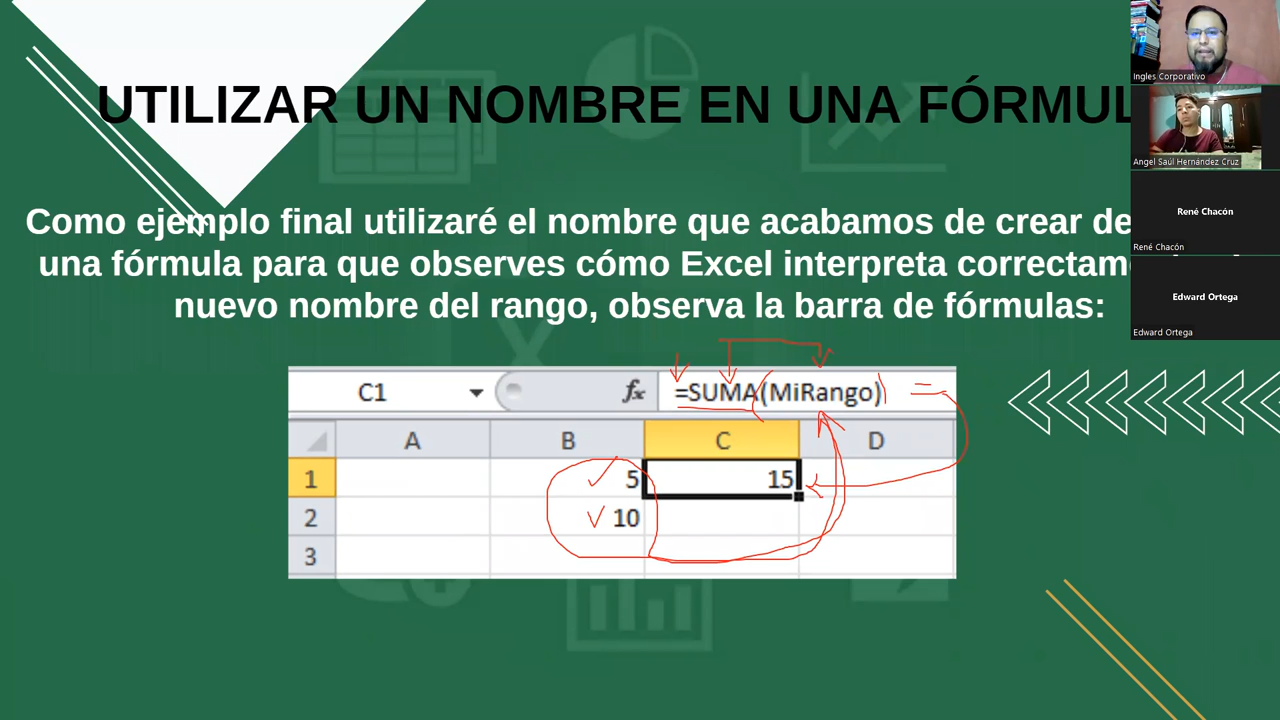 UTILIZAR UN NOMBRE EN UNA FÓRMUL
Como ejemplo final utilizaré el nombre que acabamos de crear de
una fórmula para que observes cómo Excel interpreta correctam
nuevo nombre del rango, observa la barra de fórmulas:
C1 fx =SUMA(MiRango) =
A B C D
1 5 15
2 10
3
Ingles Corporativo
Angel Saúl Hernández Cruz
René Chacón
René Chacón
Edward Ortega
Edward Ortega